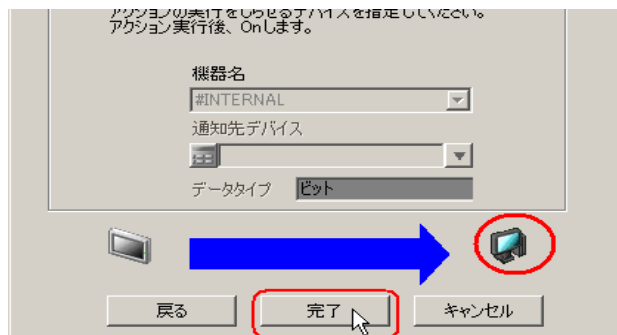 アクションの実行をしらせるデバイスを指定してください。
アクション実行後、Onします。
機器名
#INTERNAL
通知先デバイス
データタイプ ビット
戻る 完了 キャンセル